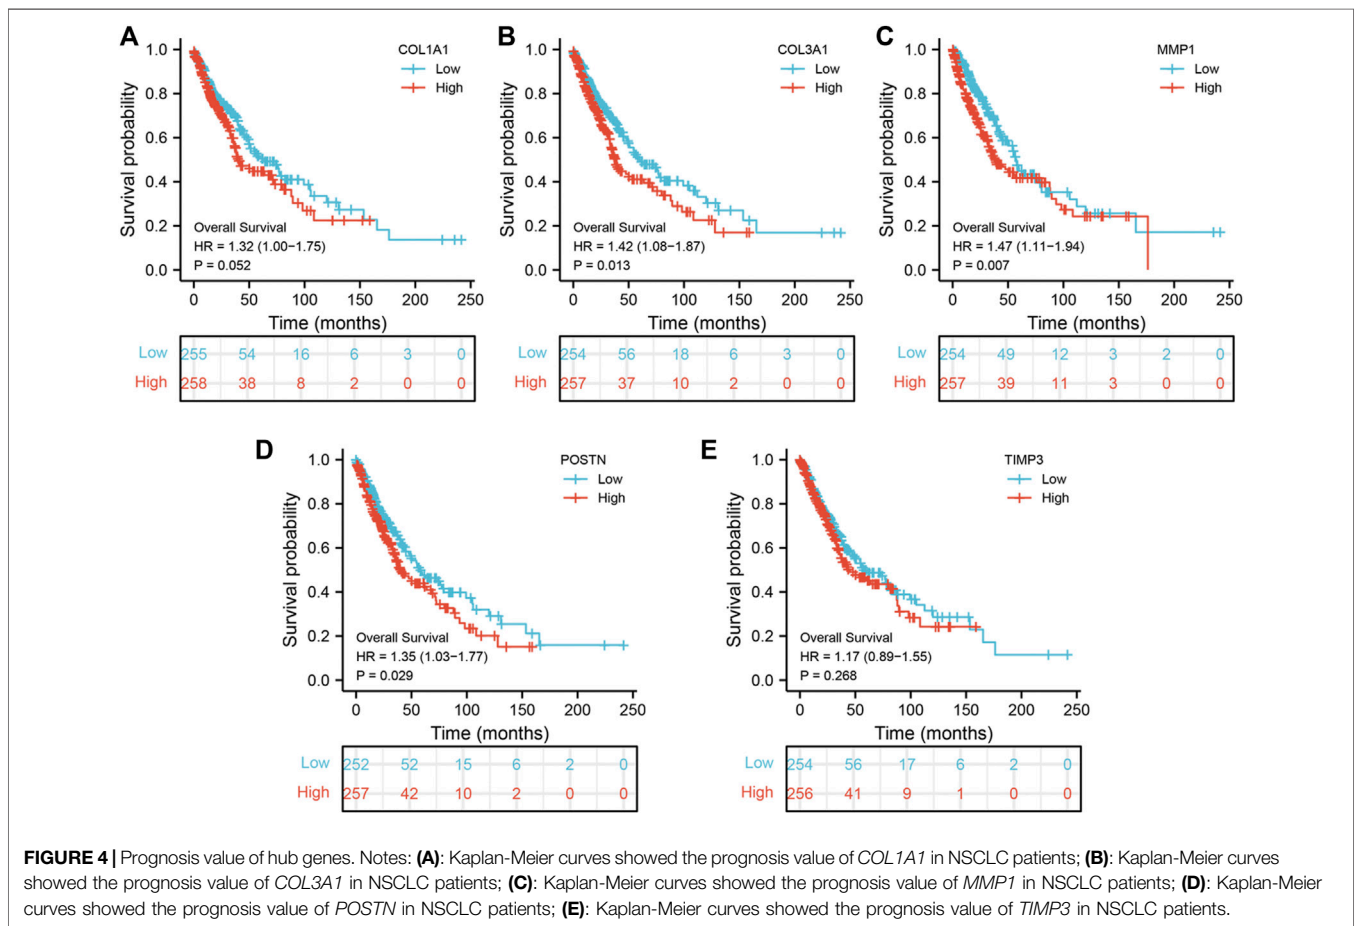 A
COL1A1
Low
High
Survival probability
1.0
0.8
0.6
0.4
0.2
0.0
Overall Survival
HR = 1.32 (1.00−1.75)
P = 0.052
0 50 100 150 200 250
Time (months)
Low 255 54 16 6 3 0
High 258 38 8 2 0 0
B
COL3A1
Low
High
Survival probability
1.0
0.8
0.6
0.4
0.2
0.0
Overall Survival
HR = 1.42 (1.08−1.87)
P = 0.013
0 50 100 150 200 250
Time (months)
Low 254 56 18 6 3 0
High 257 37 10 2 0 0
C
MMP1
Low
High
Survival probability
1.0
0.8
0.6
0.4
0.2
0.0
Overall Survival
HR = 1.47 (1.11−1.94)
P = 0.007
0 50 100 150 200 250
Time (months)
Low 254 49 12 3 2 0
High 257 39 11 3 0 0
D
POSTN
Low
High
Survival probability
1.0
0.8
0.6
0.4
0.2
0.0
Overall Survival
HR = 1.35 (1.03−1.77)
P = 0.029
0 50 100 150 200 250
Time (months)
Low 252 52 15 6 2 0
High 257 42 10 2 0 0
E
TIMP3
Low
High
Survival probability
1.0
0.8
0.6
0.4
0.2
0.0
Overall Survival
HR = 1.17 (0.89−1.55)
P = 0.268
0 50 100 150 200 250
Time (months)
Low 254 56 17 6 2 0
High 256 41 9 1 0 0
FIGURE 4 | Prognosis value of hub genes. Notes: (A): Kaplan-Meier curves showed the prognosis value of COL1A1 in NSCLC patients; (B): Kaplan-Meier curves
showed the prognosis value of COL3A1 in NSCLC patients; (C): Kaplan-Meier curves showed the prognosis value of MMP1 in NSCLC patients; (D): Kaplan-Meier
curves showed the prognosis value of POSTN in NSCLC patients; (E): Kaplan-Meier curves showed the prognosis value of TIMP3 in NSCLC patients.